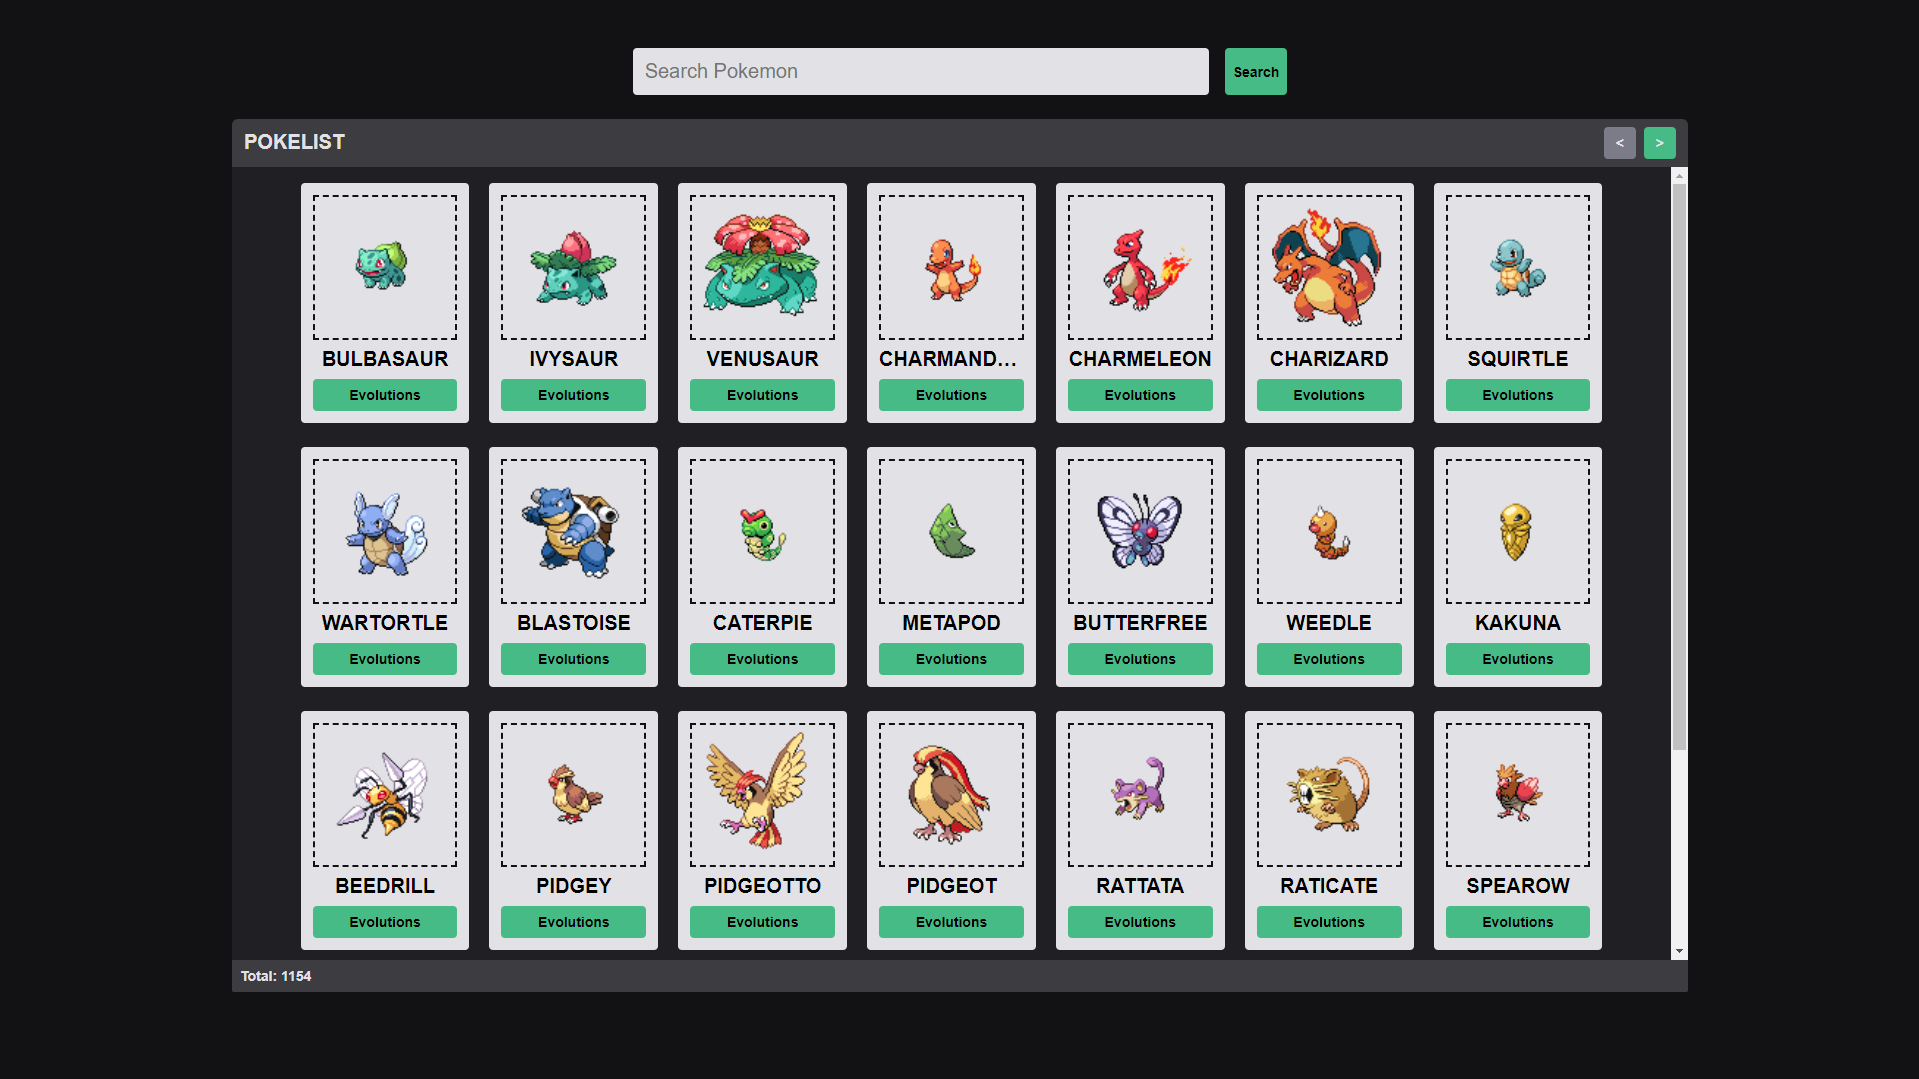 Search Pokemon
Search
POKELIST
<
>
BULBASAUR
IVYSAUR
VENUSAUR
CHARMAND...
CHARMELEON
CHARIZARD
SQUIRTLE
Evolutions
Evolutions
Evolutions
Evolutions
Evolutions
Evolutions
Evolutions
WARTORTLE
BLASTOISE
CATERPIE
METAPOD
BUTTERFREE
WEEDLE
KAKUNA
Evolutions
Evolutions
Evolutions
Evolutions
Evolutions
Evolutions
Evolutions
BEEDRILL
PIDGEY
PIDGEOTTO
PIDGEOT
RATTATA
RATICATE
SPEAROW
Evolutions
Evolutions
Evolutions
Evolutions
Evolutions
Evolutions
Evolutions
Total: 1154